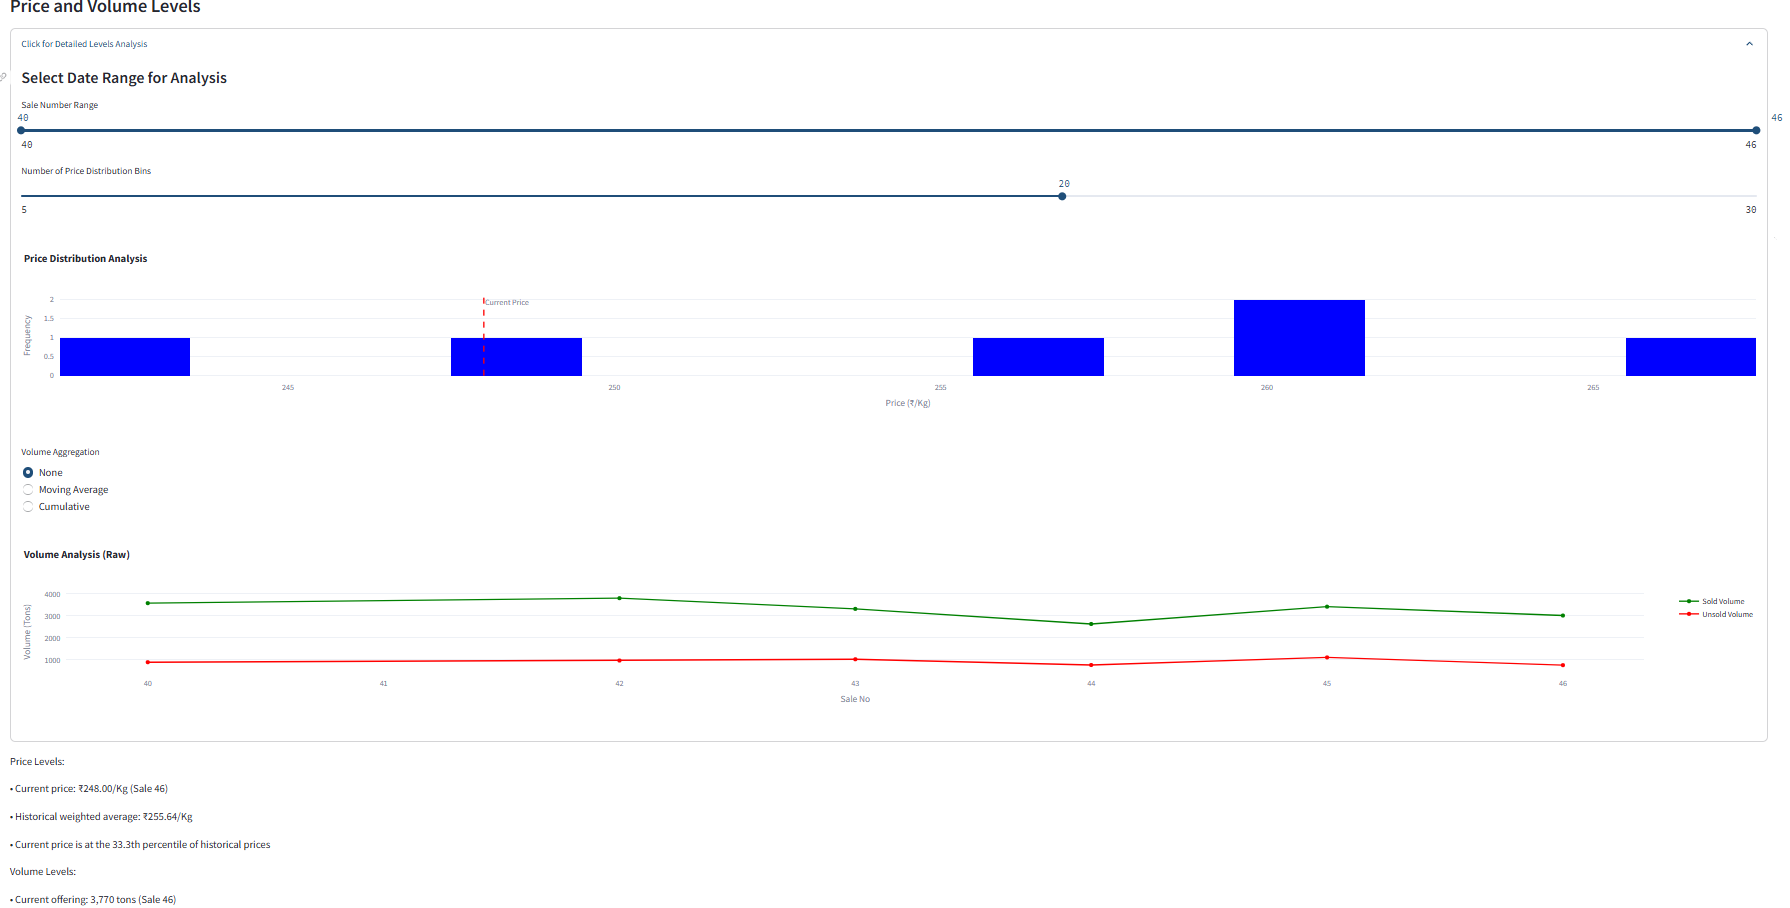 Price and Volume Levels
Click for Detailed Levels Analysis
Select Date Range for Analysis
Sale Number Range
40
46
40
46
Number of Price Distribution Bins
20
5
30
Price Distribution Analysis
2
1.5
1
0.5
0
Frequency
Current Price
245
250
255
260
265
Price (₹/Kg)
Volume Aggregation
None
Moving Average
Cumulative
Volume Analysis (Raw)
4000
3000
2000
1000
Volume (Tons)
Sold Volume
Unsold Volume
40
41
42
43
44
45
46
Sale No
Price Levels:
• Current price: ₹248.00/Kg (Sale 46)
• Historical weighted average: ₹255.64/Kg
• Current price is at the 33.3th percentile of historical prices
Volume Levels:
• Current offering: 3,770 tons (Sale 46)